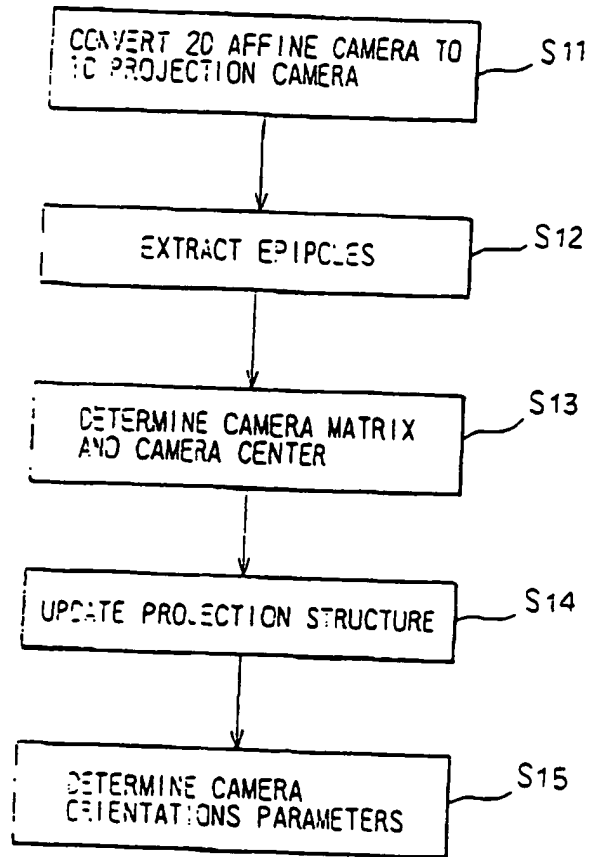 CONVERT 2D AFFINE CAMERA TO
1D PROJECTION CAMERA
S11
EXTRACT EPIPOLES
S12
DETERMINE CAMERA MATRIX
AND CAMERA CENTER
S13
UPDATE PROJECTION STRUCTURE
S14
DETERMINE CAMERA
ORIENTATIONS PARAMETERS
S15